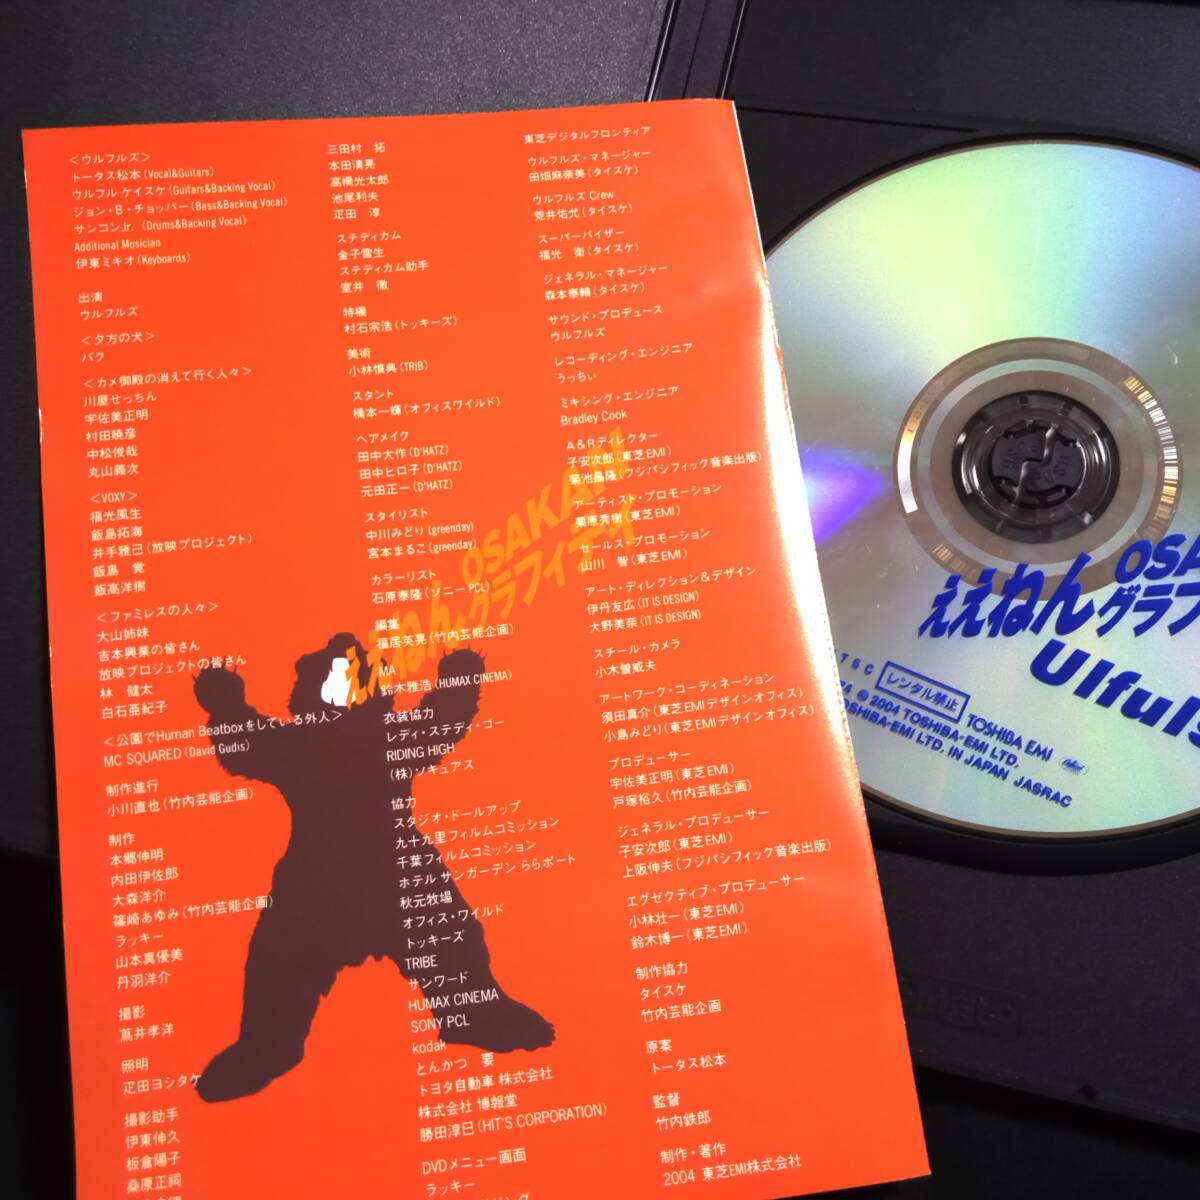 <ウルフルズ>
トータス松本(Vocal&Guitars)
ウルフル ケイスケ(Guitars&Backing Vocal)
ジョン・B・チョッパー(Bass&Backing Vocal)
サンコンJr.(Drums&Backing Vocal)
Additional Musician
伊東ミキオ(Keyboards)
出演
ウルフルズ
<夕方の犬>
バク
<カメ御殿の消えて行く人々>
川屋せっちん
宇佐美正明
村田暁彦
中松俊哉
丸山義次
<VOXY>
福光風生
飯島拓海
井手雅己(放映プロジェクト)
飯島 覚
飯高洋樹
<ファミレスの人々>
大山姉妹
吉本興業の皆さん
放映プロジェクトの皆さん
林 健太
白石亜紀子
<公園でHuman Beatboxをしている外人>
MC SQUARED(David Gudis)
制作進行
小川直也(竹内芸能企画)
制作
本郷伸明
内田伊佐郎
大森洋介
篠崎あゆみ(竹内芸能企画)
ラッキー
山本真優美
丹羽洋介
撮影
蔦井孝洋
照明
疋田ヨシタケ
撮影助手
伊東伸久
板倉陽子
桑原正祠
三田村 拓
本田清晃
高橋光太郎
池尾利夫
疋田 淳
ステディカム
金子雪生
ステディカム助手
室井 徹
特機
村石宗浩(トッキーズ)
美術
小林慎典(TRIB)
スタント
橋本一輝(オフィスワイルド)
ヘアメイク
田中大作(D'HATZ)
田中ヒロ子(D'HATZ)
元田正一(D'HATZ)
スタイリスト
中川みどり(greenday)
宮本まるこ(greenday)
カラーリスト
石原泰隆(ソニーPCL)
編集
福居英晃(竹内芸能企画)
MA
鈴木雅浩(HUMAX CINEMA)
衣装協力
レディ・ステディ・ゴー
RIDING HIGH
(株)ソキュアス
協力
スタジオ・ドールアップ
九十九里フィルムコミッション
千葉フィルムコミッション
ホテル サンガーデン ららポート
秋元牧場
オフィス・ワイルド
トッキーズ
TRIBE
サンワード
HUMAX CINEMA
SONY PCL
kodak
とんかつ 要
トヨタ自動車 株式会社
株式会社 博報堂
勝田淳巳(HIT'S CORPORATION)
DVDメニュー画面
ラッキー
東芝デジタルフロンティア
ウルフルズ・マネージャー
田畑麻奈美(タイスケ)
ウルフルズ Crew
荒井佑允(タイスケ)
スーパーバイザー
福光 衛(タイスケ)
ジェネラル・マネージャー
森本泰輔(タイスケ)
サウンド・プロデュース
ウルフルズ
レコーディング・エンジニア
うっちぃ
ミキシング・エンジニア
Bradley Cook
A&Rディレクター
子安次郎(東芝EMI)
菊池昌隆(フジパシフィック音楽出版)
アーティスト・プロモーション
栗原秀樹(東芝EMI)
セールス・プロモーション
山川 智(東芝EMI)
アート・ディレクション&デザイン
伊丹友広(IT IS DESIGN)
大野美奈(IT IS DESIGN)
スチール・カメラ
小木曽威夫
アートワーク・コーディネーション
須田真介(東芝EMIデザインオフィス)
小島みどり(東芝EMIデザインオフィス)
プロデューサー
宇佐美正明(東芝EMI)
戸塚裕久(竹内芸能企画)
ジェネラル・プロデューサー
子安次郎(東芝EMI)
上阪伸夫(フジパシフィック音楽出版)
エグゼクティブ・プロデューサー
小林壮一(東芝EMI)
鈴木博一(東芝EMI)
制作協力
タイスケ
竹内芸能企画
原案
トータス松本
監督
竹内鉄郎
制作・著作
2004 東芝EMI株式会社
ええねん
OSAKAN
グラフィティ
ええねん
OSA
グラフ
Ulfuls
レンタル禁止
TOSHIBA EMI
℗© 2004 TOSHIBA-EMI LTD.
TOSHIBA-EMI LTD. IN JAPAN JASRAC